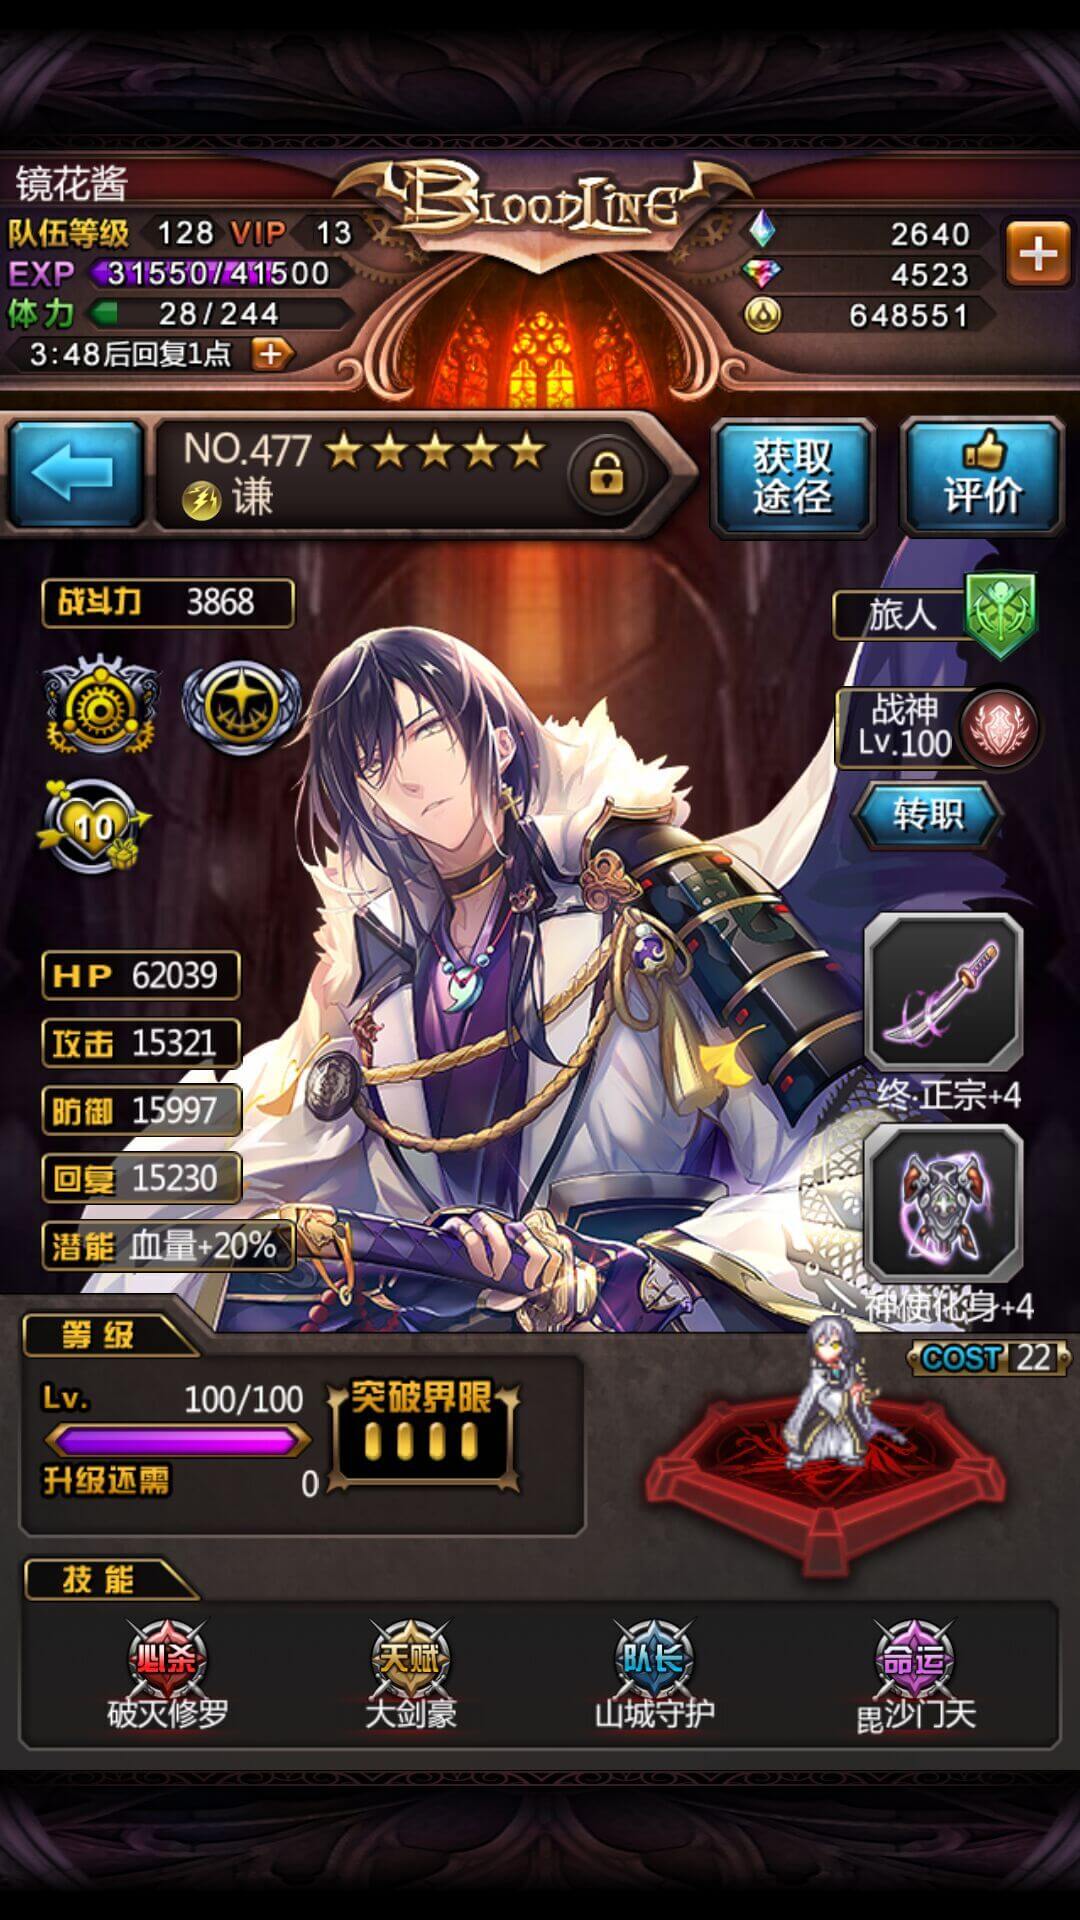 镜花酱
BLOODLINE
队伍等级 128 VIP 13
2640
EXP 31550/41500
4523
体力 28/244
648551
3:48后回复1点
NO.477
谦
获取
途径
评价
战斗力 3868
旅人
战神
Lv.100
转职
10
HP 62039
攻击 15321
终·正宗+4
防御 15997
回复 15230
潜能 血量+20%
神使化身+4
等级
COST 22
Lv. 100/100
突破界限
升级还需 0
技能
必杀
天赋
队长
命运
破灭修罗
大剑豪
山城守护
毘沙门天